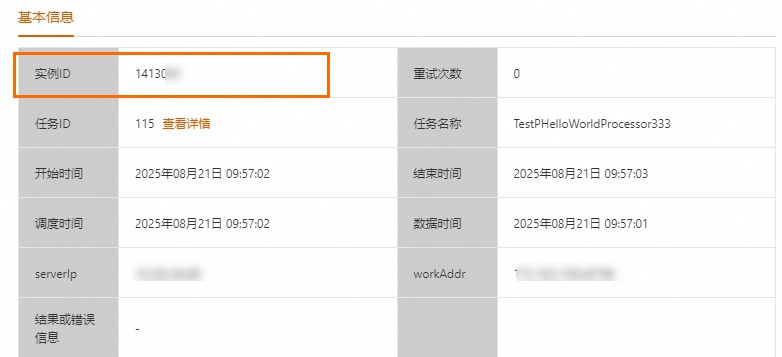 基本信息
实例ID 14130
重试次数 0
任务ID 115 查看详情
任务名称 TestPHelloWorldProcessor333
开始时间 2025年08月21日 09:57:02
结束时间 2025年08月21日 09:57:03
调度时间 2025年08月21日 09:57:02
数据时间 2025年08月21日 09:57:01
serverIp
workAddr
结果或错误
信息
-